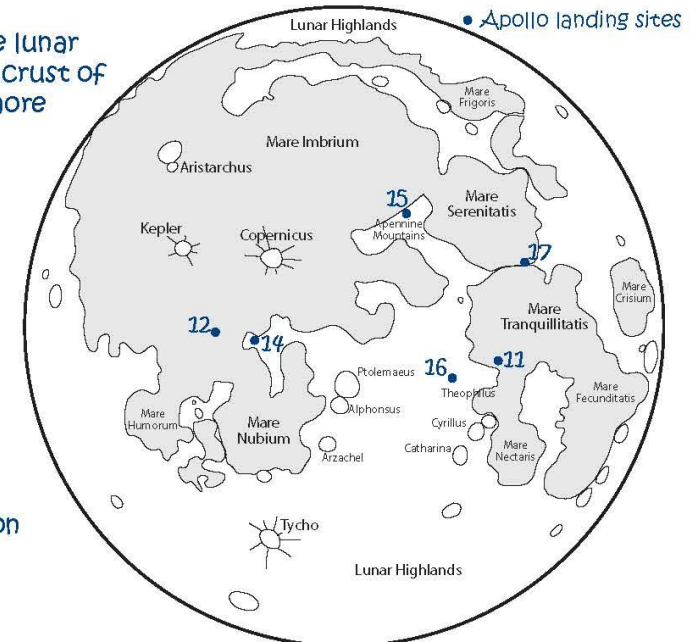 Lunar Highlands
• Apollo landing sites
e lunar
crust of
nore
Mare
Frigoris
Mare Imbrium
Aristarchus
15
Mare
Serenitatis
Apennine
Mountains
Kepler
Copernicus
17
Mare
Crisium
Mare
Tranquillitatis
12
14
16
11
Ptolemaeus
Theophilus
Mare
Fecunditatis
Alphonsus
Mare
Humorum
Mare
Nubium
Cyrillus
Catharina
Mare
Nectaris
Arzachel
on
Tycho
Lunar Highlands